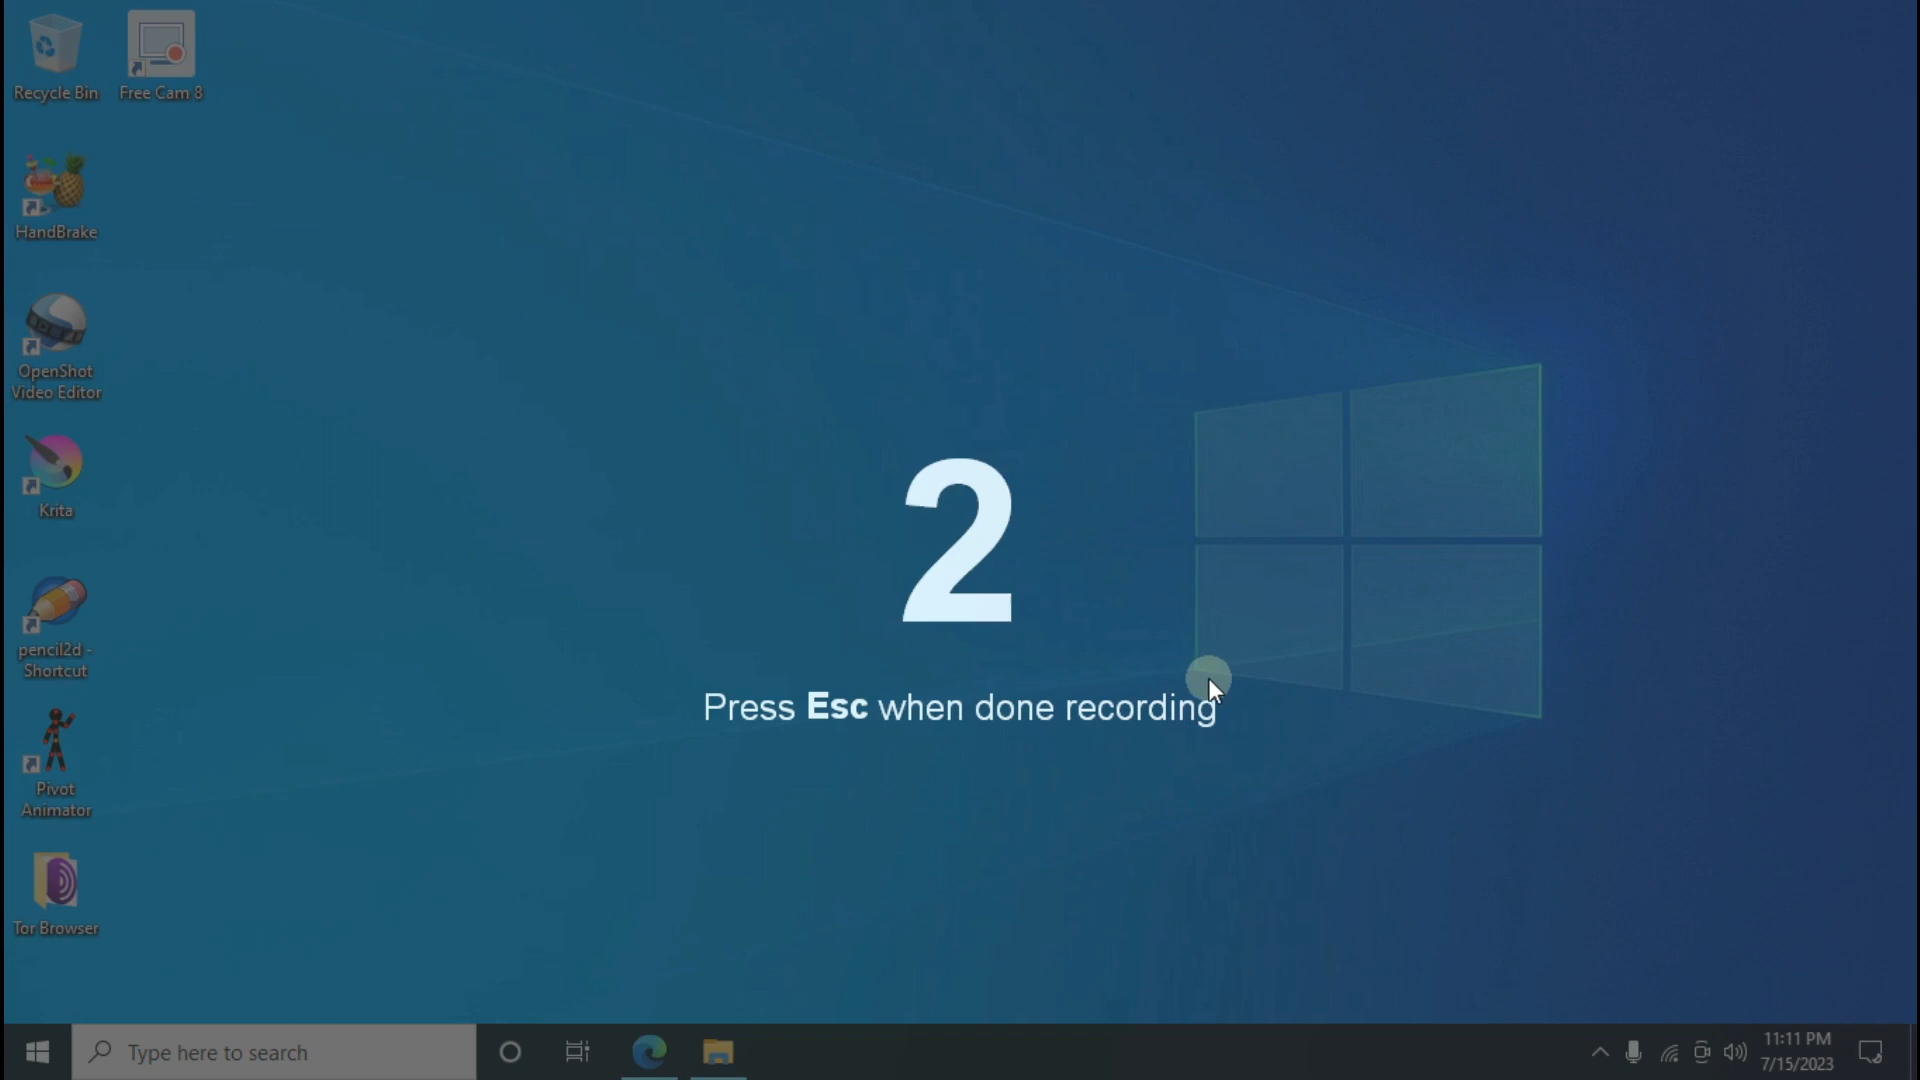 Recycle Bin
Free Cam 8
HandBrake
OpenShot
Video Editor
Krita
pencil2d -
Shortcut
Pivot
Animator
Tor Browser
2
Press Esc when done recording
Type here to search
11:11 PM
7/15/2023